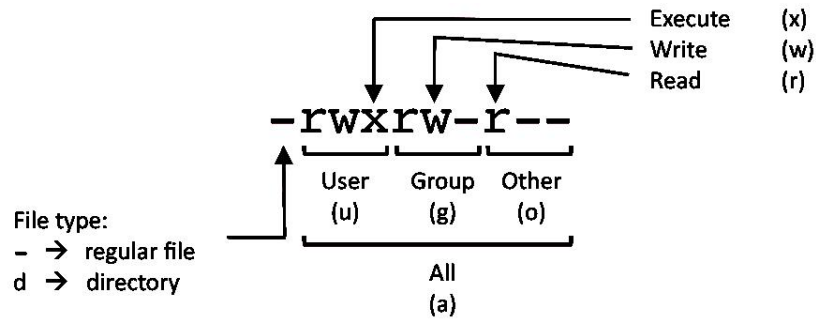 Execute (x)
Write (w)
Read (r)
-rwxrw-r--
User Group Other
(u) (g) (o)
File type:
- → regular file
d → directory
All
(a)